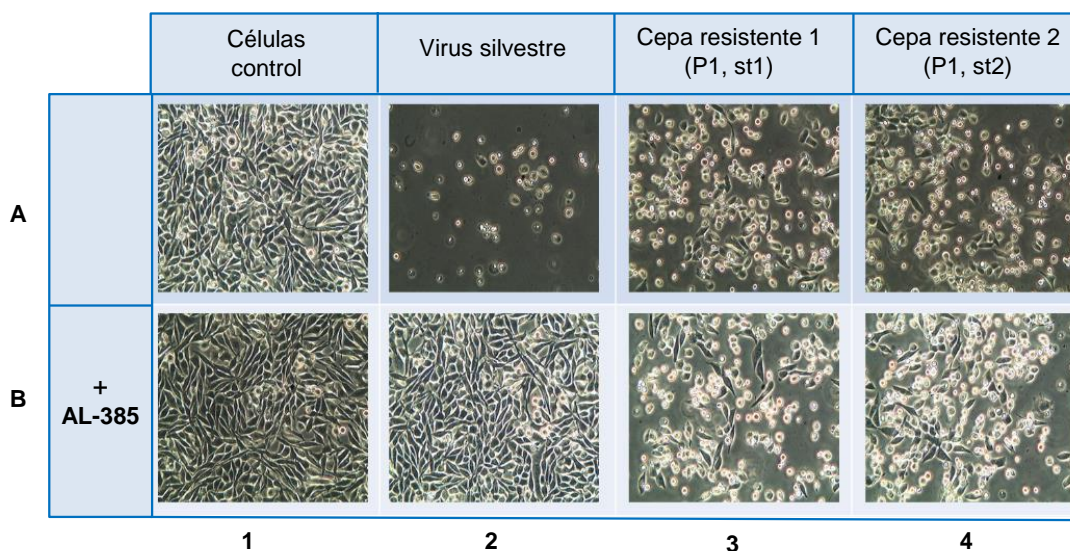 Células
control
Virus silvestre
Cepa resistente 1
(P1, st1)
Cepa resistente 2
(P1, st2)
A
B
+
AL-385
1
2
3
4